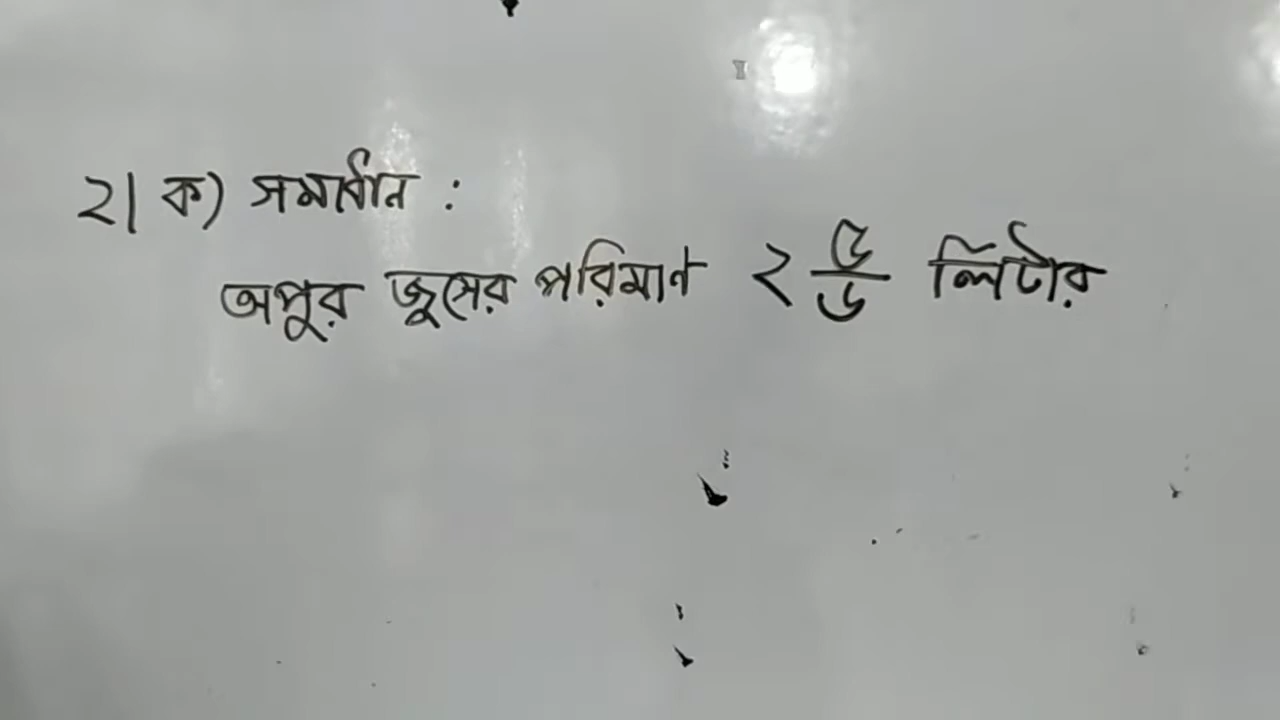 ২। ক) সমাধান :
অপুর জুসের পরিমাণ ২ ৫/৬ লিটার